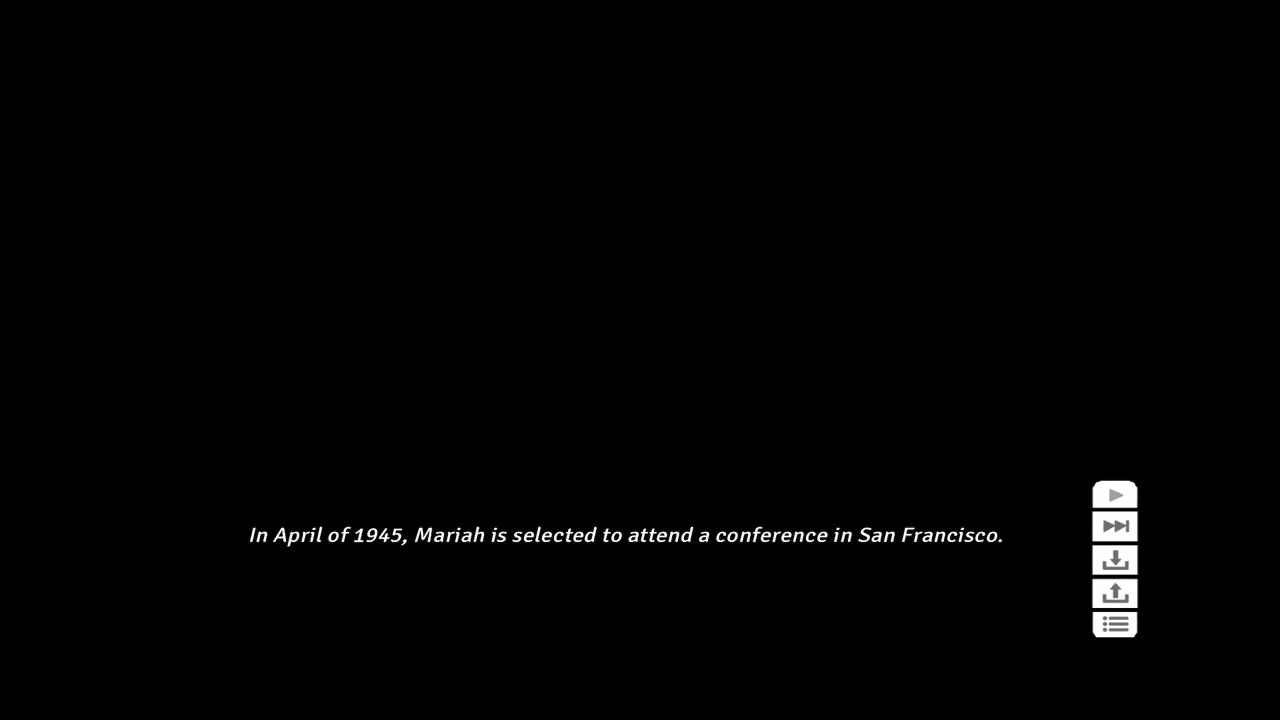 In April of 1945, Mariah is selected to attend a conference in San Francisco.